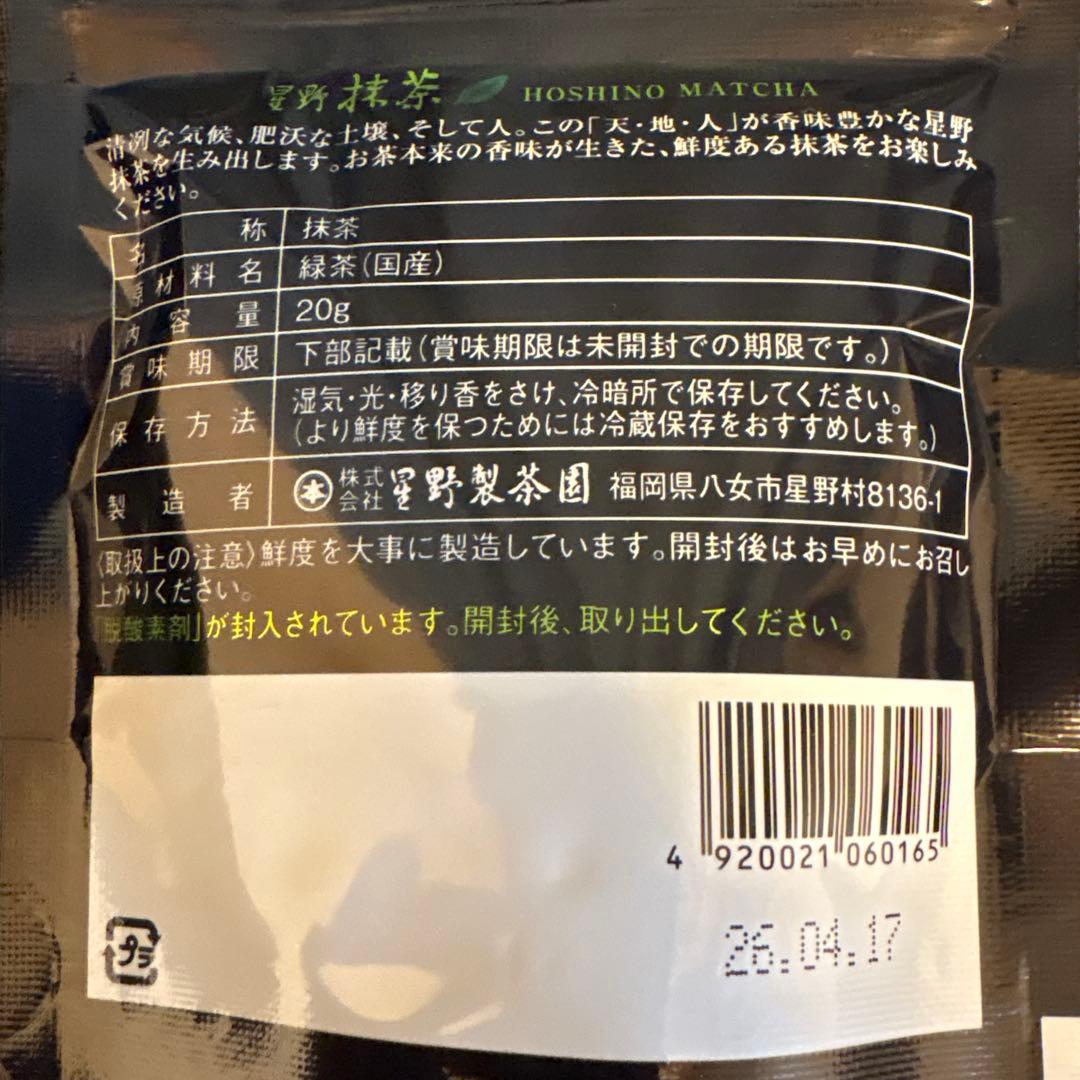 星野 抹茶 HOSHINO MATCHA
清冽な気候、肥沃な土壌、そして人。この「天・地・人」が香味豊かな星野
抹茶を生み出します。お茶本来の香味が生きた、鮮度ある抹茶をお楽しみ
ください。
名称 抹茶
原材料名 緑茶(国産)
内容量 20g
賞味期限 下部記載(賞味期限は未開封での期限です。)
保存方法 湿気・光・移り香をさけ、冷暗所で保存してください。
(より鮮度を保つためには冷蔵保存をおすすめします。)
製造者 本 株式会社 星野製茶園 福岡県八女市星野村8136-1
〈取扱上の注意〉鮮度を大事に製造しています。開封後はお早めにお召し
上がりください。
「脱酸素剤」が封入されています。開封後、取り出してください。
4 920021 060165
26.04.17
プラ